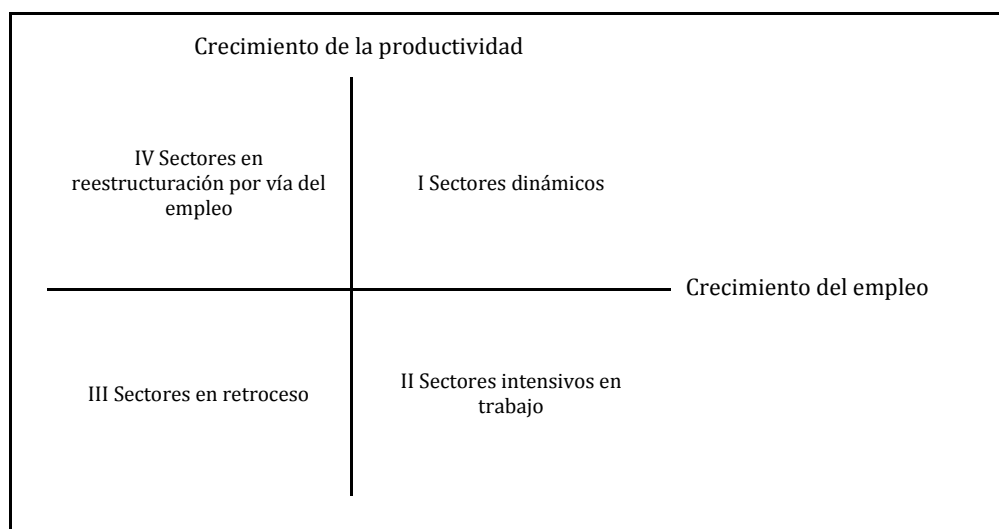 Crecimiento de la productividad
IV Sectores en
reestructuración por vía del
empleo
I Sectores dinámicos
Crecimiento del empleo
III Sectores en retroceso
II Sectores intensivos en
trabajo